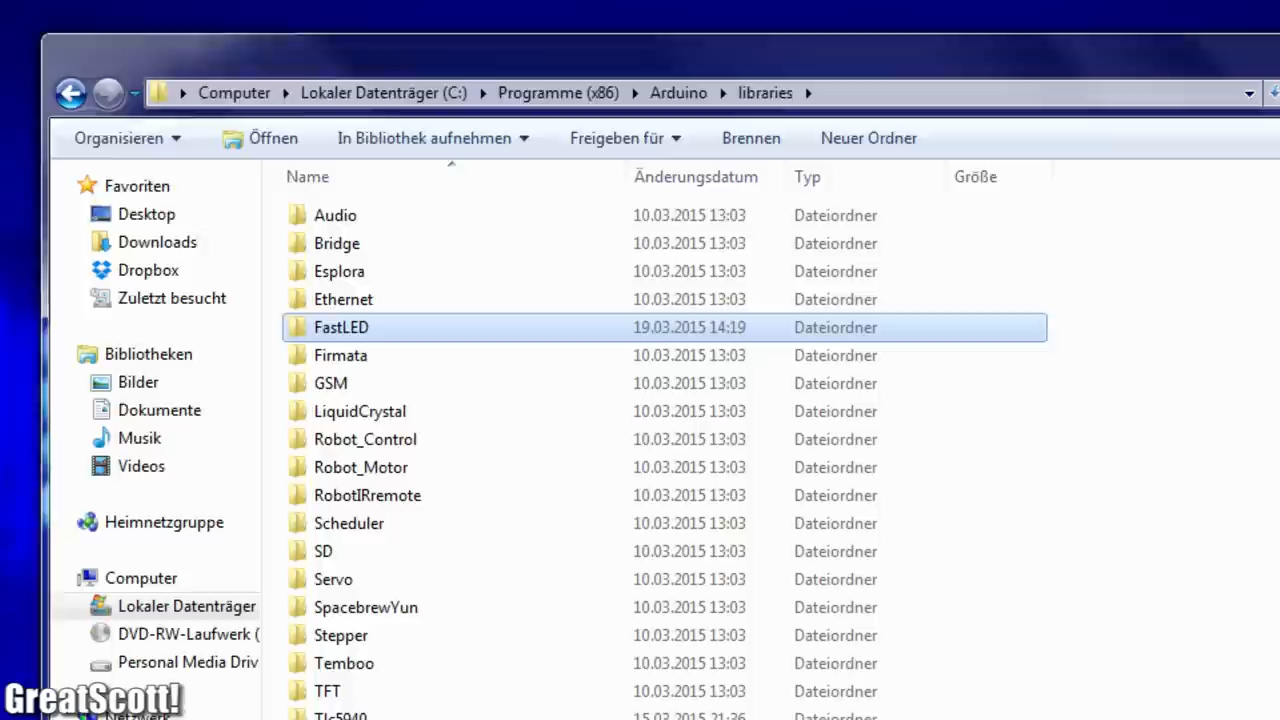 Computer Lokaler Datenträger (C:) Programme (x86) Arduino libraries
Organisieren Öffnen In Bibliothek aufnehmen Freigeben für Brennen Neuer Ordner
Favoriten
Desktop
Downloads
Dropbox
Zuletzt besucht
Bibliotheken
Bilder
Dokumente
Musik
Videos
Heimnetzgruppe
Computer
Lokaler Datenträger
DVD-RW-Laufwerk (
Personal Media Driv
Netzwerk
Name Änderungsdatum Typ Größe
Audio 10.03.2015 13:03 Dateiordner
Bridge 10.03.2015 13:03 Dateiordner
Esplora 10.03.2015 13:03 Dateiordner
Ethernet 10.03.2015 13:03 Dateiordner
FastLED 19.03.2015 14:19 Dateiordner
Firmata 10.03.2015 13:03 Dateiordner
GSM 10.03.2015 13:03 Dateiordner
LiquidCrystal 10.03.2015 13:03 Dateiordner
Robot_Control 10.03.2015 13:03 Dateiordner
Robot_Motor 10.03.2015 13:03 Dateiordner
RobotIRremote 10.03.2015 13:03 Dateiordner
Scheduler 10.03.2015 13:03 Dateiordner
SD 10.03.2015 13:03 Dateiordner
Servo 10.03.2015 13:03 Dateiordner
SpacebrewYun 10.03.2015 13:03 Dateiordner
Stepper 10.03.2015 13:03 Dateiordner
Temboo 10.03.2015 13:03 Dateiordner
TFT 10.03.2015 13:03 Dateiordner
Tlc5940 15.03.2015 21:36 Dateiordner
GreatScott!